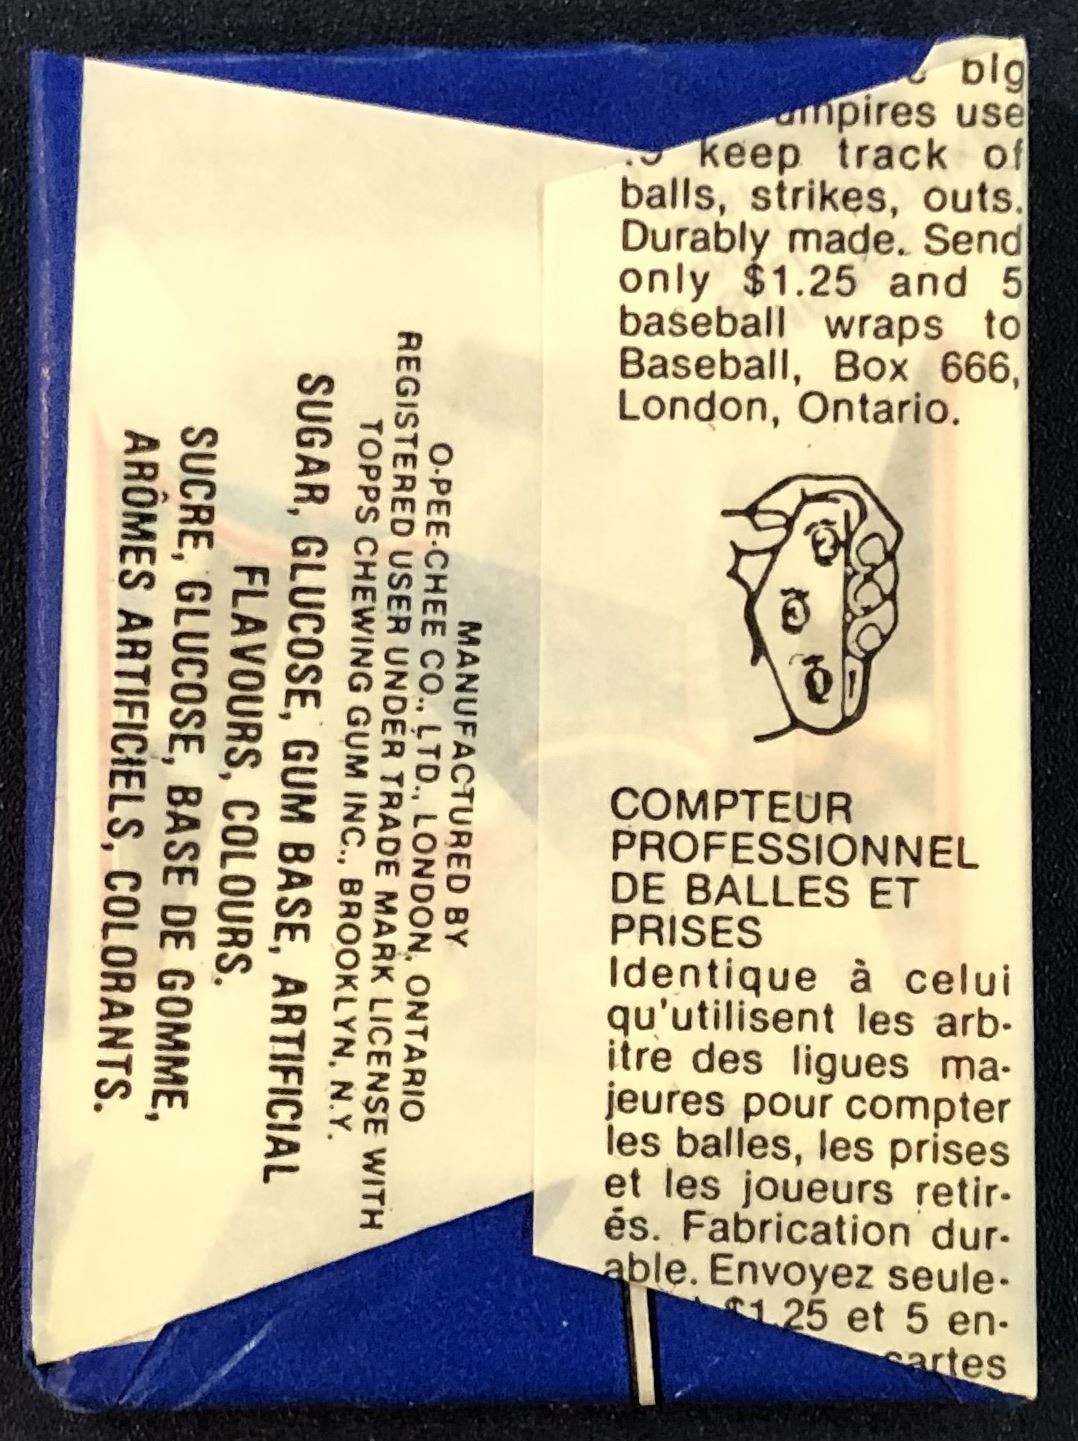 big
umpires use
keep track of
balls, strikes, outs.
Durably made. Send
only $1.25 and 5
baseball wraps to
Baseball, Box 666,
London, Ontario.
COMPTEUR
PROFESSIONNEL
DE BALLES ET
PRISES
Identique à celui
qu'utilisent les arb-
itre des ligues ma-
jeures pour compter
les balles, les prises
et les joueurs retir-
és. Fabrication dur-
able. Envoyez seule-
$1.25 et 5 en-
cartes
MANUFACTURED BY
O-PEE-CHEE CO., LTD., LONDON, ONTARIO
REGISTERED USER UNDER TRADE MARK LICENSE WITH
TOPPS CHEWING GUM INC., BROOKLYN, N.Y.
SUGAR, GLUCOSE, GUM BASE, ARTIFICIAL
FLAVOURS, COLOURS.
SUCRE, GLUCOSE, BASE DE GOMME,
ARÔMES ARTIFICIELS, COLORANTS.